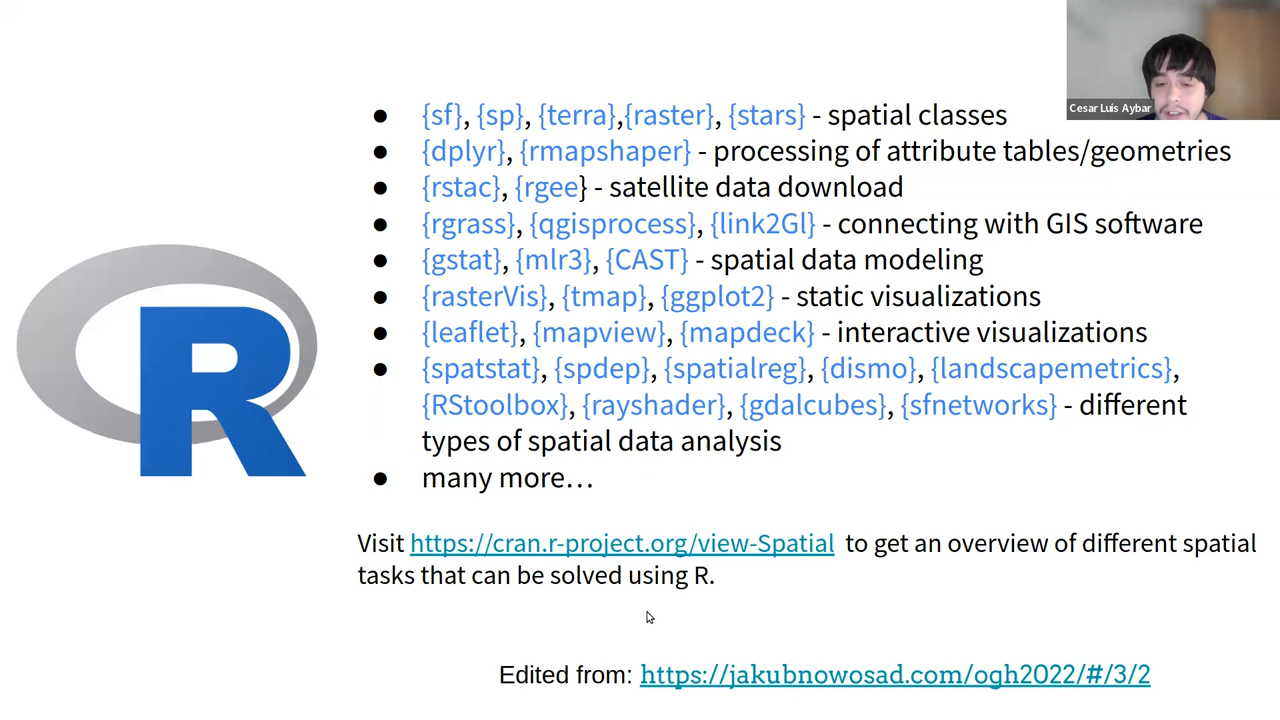 Cesar Luis Aybar
● {sf}, {sp}, {terra},{raster}, {stars} - spatial classes
● {dplyr}, {rmapshaper} - processing of attribute tables/geometries
● {rstac}, {rgee} - satellite data download
● {rgrass}, {qgisprocess}, {link2GI} - connecting with GIS software
● {gstat}, {mlr3}, {CAST} - spatial data modeling
● {rasterVis}, {tmap}, {ggplot2} - static visualizations
● {leaflet}, {mapview}, {mapdeck} - interactive visualizations
● {spatstat}, {spdep}, {spatialreg}, {dismo}, {landscapemetrics},
{RStoolbox}, {rayshader}, {gdalcubes}, {sfnetworks} - different
types of spatial data analysis
● many more…
R
Visit https://cran.r-project.org/view-Spatial to get an overview of different spatial
tasks that can be solved using R.
Edited from: https://jakubnowosad.com/ogh2022/#/3/2